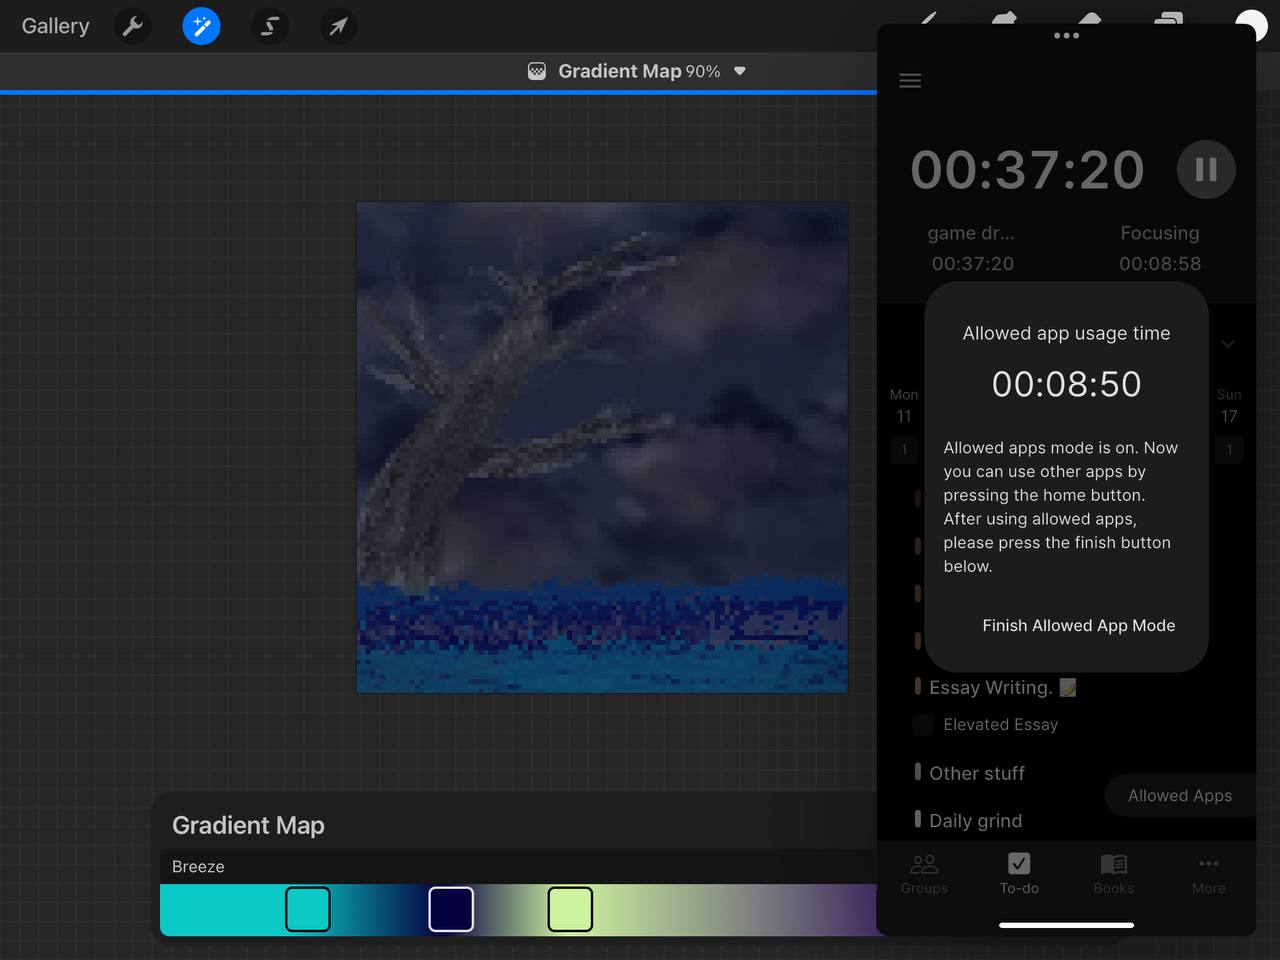 Gallery
Gradient Map 90%
00:37:20
game dr...
Focusing
00:37:20
00:08:58
Allowed app usage time
00:08:50
Mon
11
1
Sun
17
1
Allowed apps mode is on. Now
you can use other apps by
pressing the home button.
After using allowed apps,
please press the finish button
below.
Finish Allowed App Mode
Essay Writing. 📝
Elevated Essay
Other stuff
Allowed Apps
Daily grind
Groups
To-do
Books
More
Gradient Map
Breeze